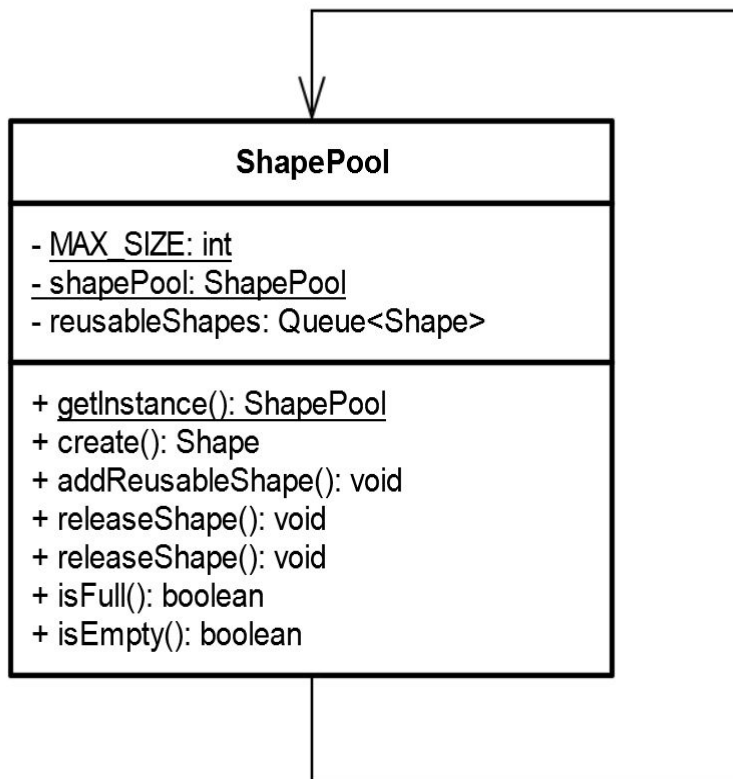 ShapePool
- MAX_SIZE: int
- shapePool: ShapePool
- reusableShapes: Queue<Shape>
+ getInstance(): ShapePool
+ create(): Shape
+ addReusableShape(): void
+ releaseShape(): void
+ releaseShape(): void
+ isFull(): boolean
+ isEmpty(): boolean